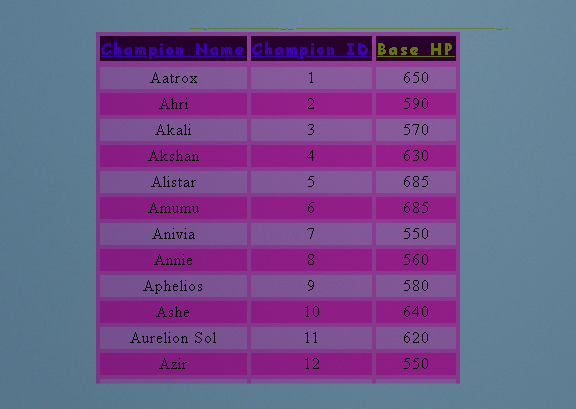 Champion Name Champion ID Base HP
Aatrox 1 650
Ahri 2 590
Akali 3 570
Akshan 4 630
Alistar 5 685
Amumu 6 685
Anivia 7 550
Annie 8 560
Aphelios 9 580
Ashe 10 640
Aurelion Sol 11 620
Azir 12 550